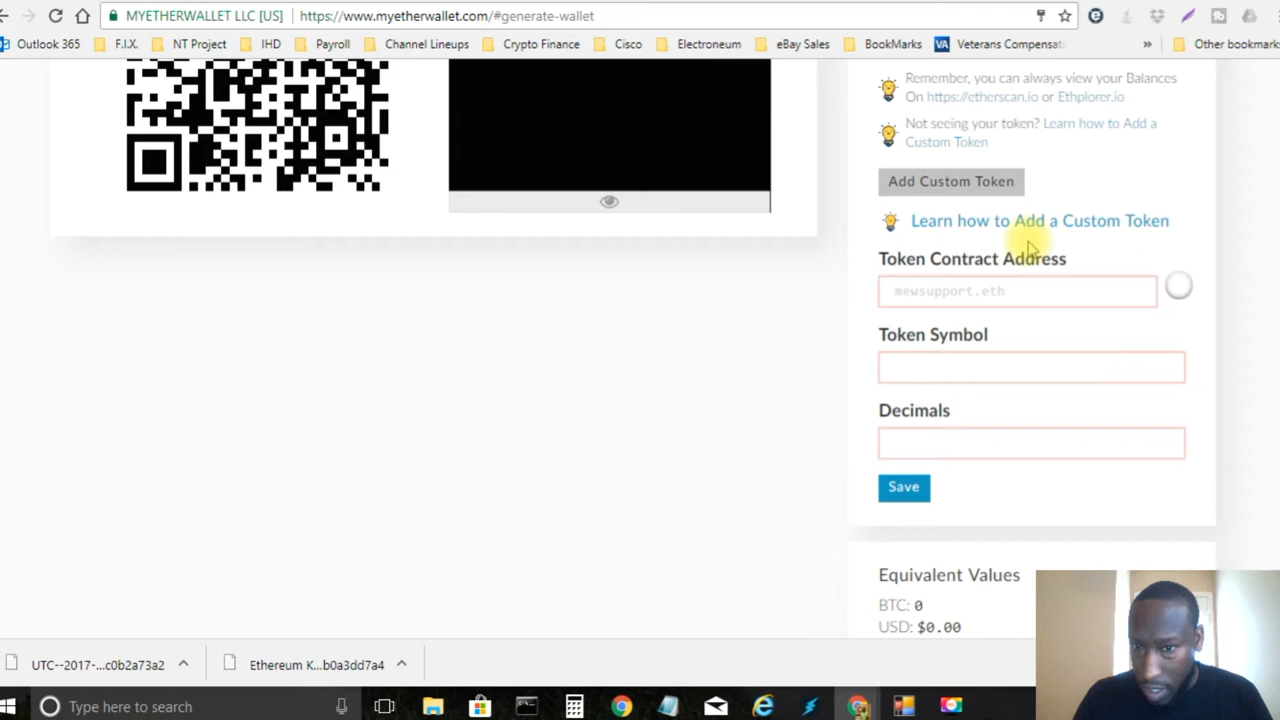 MYETHERWALLET LLC [US] https://www.myetherwallet.com/#generate-wallet
Outlook 365 F.I.X. NT Project IHD Payroll Channel Lineups Crypto Finance Cisco Electroneum eBay Sales BookMarks VA Veterans Compensat » Other bookmark
Remember, you can always view your Balances
On https://etherscan.io or Ethplorer.io
Not seeing your token? Learn how to Add a
Custom Token
Add Custom Token
Learn how to Add a Custom Token
Token Contract Address
mewsupport.eth
Token Symbol
Decimals
Save
Equivalent Values
BTC: 0
USD: $0.00
UTC--2017-...c0b2a73a2 Ethereum K...b0a3dd7a4
Type here to search